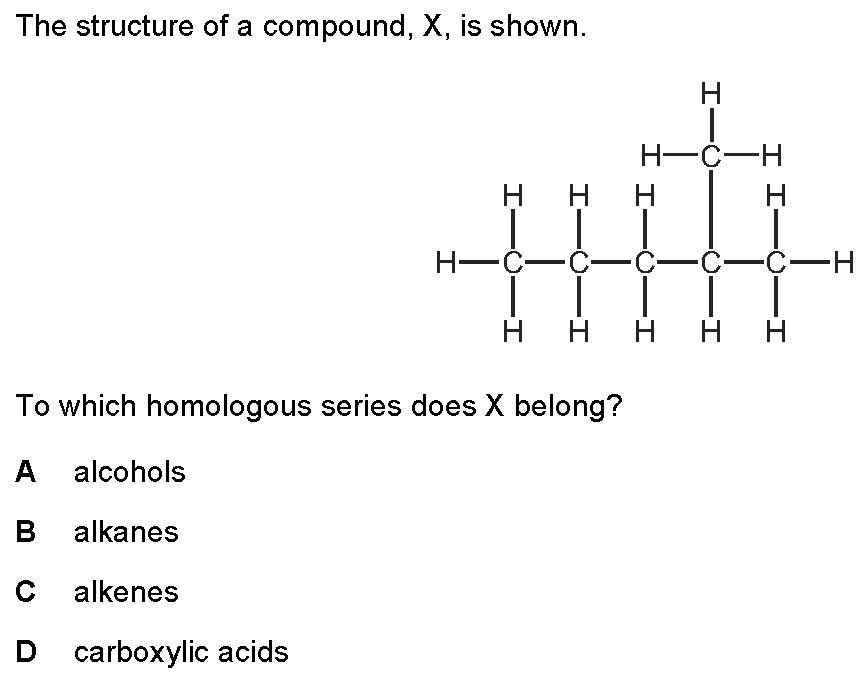 The structure of a compound, X, is shown.
H
H C H
H H H H
H C C C C C H
H H H H H
To which homologous series does X belong?
A alcohols
B alkanes
C alkenes
D carboxylic acids